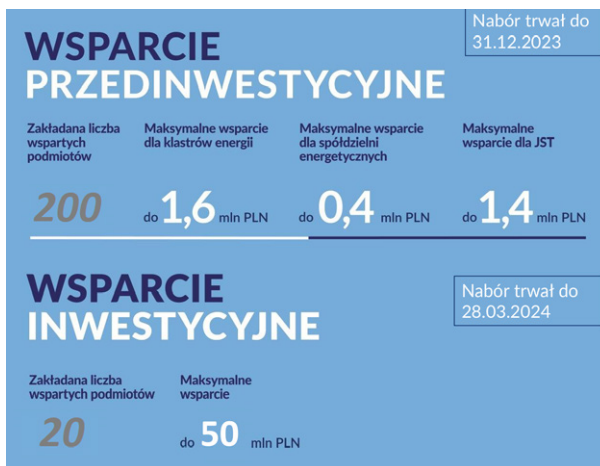 Nabór trwał do
31.12.2023
WSPARCIE
PRZEDINWESTYCYJNE
Zakładana liczba
wspartych
podmiotów
200
Maksymalne wsparcie
dla klastrów energii
do 1,6 mln PLN
Maksymalne wsparcie
dla spółdzielni
energetycznych
do 0,4 mln PLN
Maksymalne
wsparcie dla JST
do 1,4 mln PLN
WSPARCIE
INWESTYCYJNE
Nabór trwał do
28.03.2024
Zakładana liczba
wspartych podmiotów
20
Maksymalne
wsparcie
do 50 mln PLN